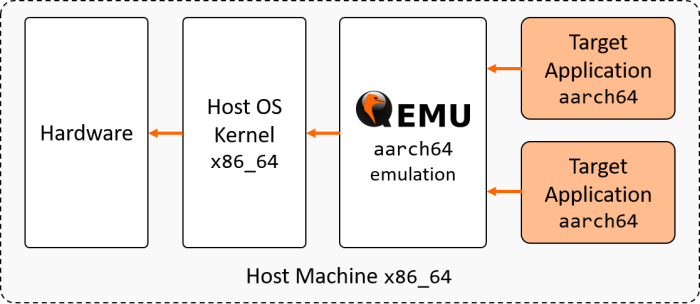 Hardware
Host OS
Kernel
x86_64
QEMU
aarch64
emulation
Target
Application
aarch64
Target
Application
aarch64
Host Machine x86_64